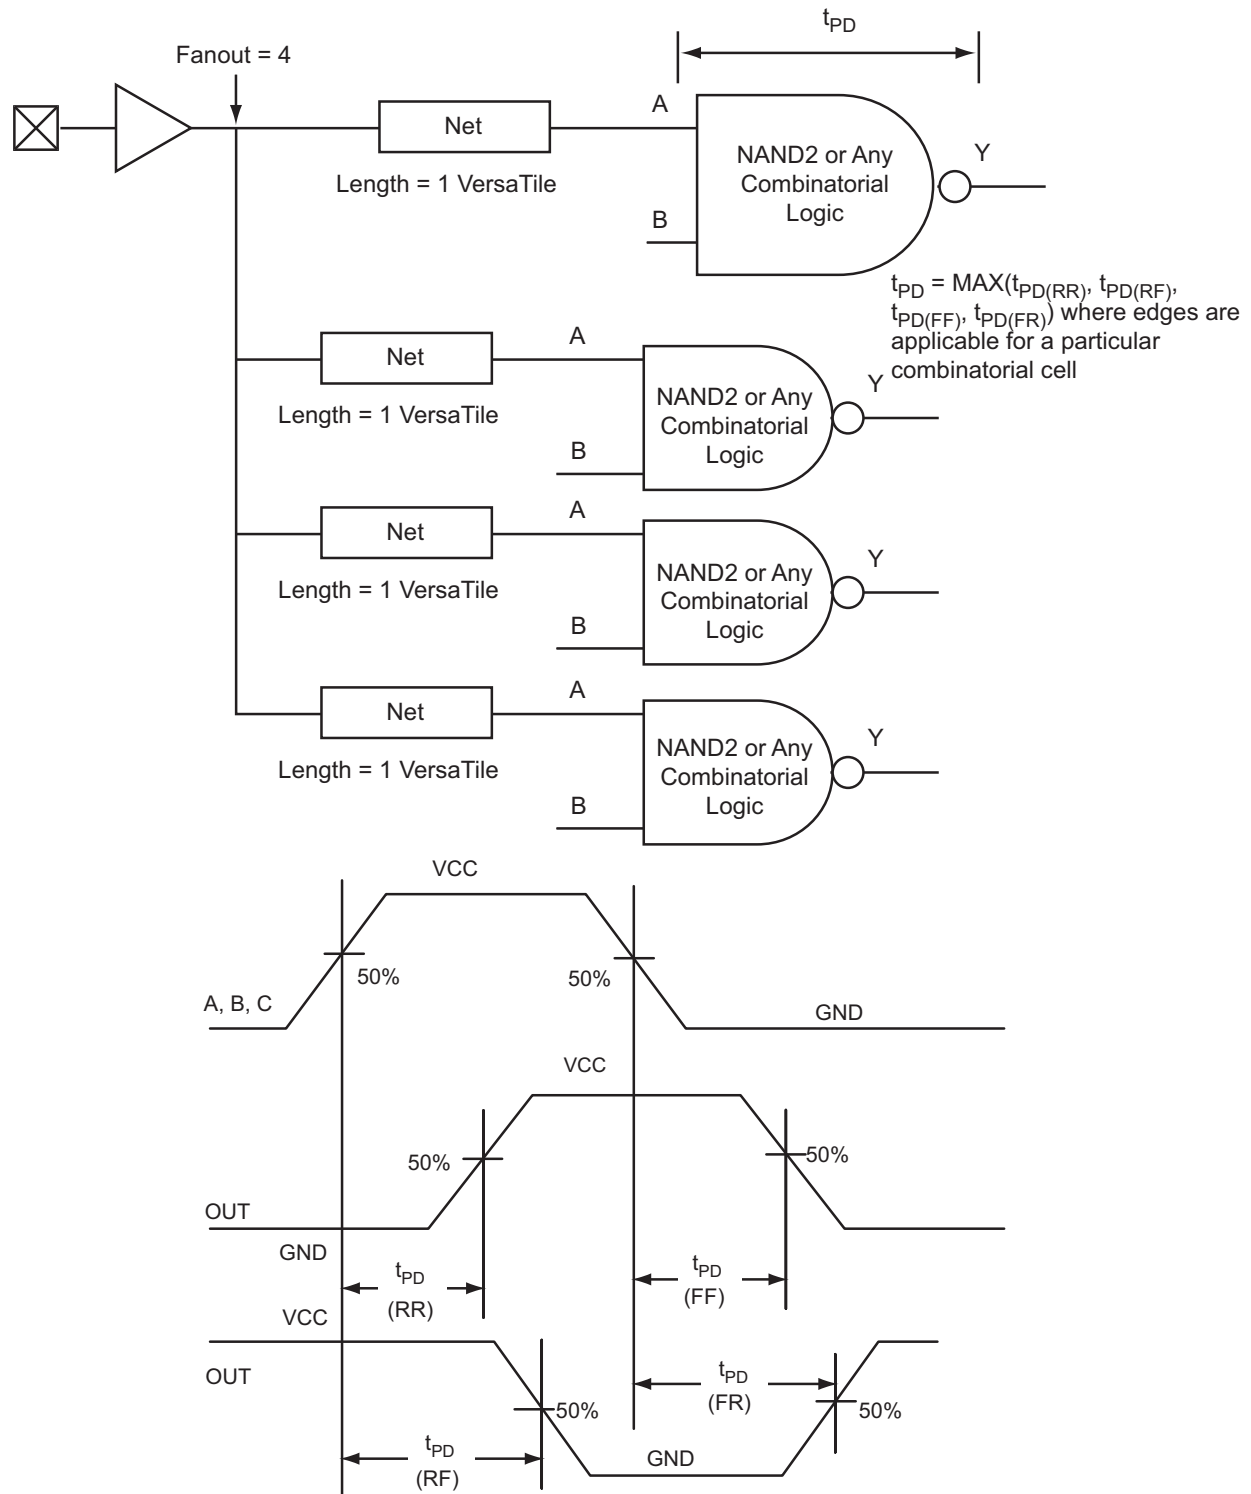 tPD
Fanout = 4
A
Net
Length = 1 VersaTile
NAND2 or Any
Combinatorial
Logic
Y
B
tPD = MAX(tPD(RR), tPD(RF),
tPD(FF), tPD(FR)) where edges are
applicable for a particular
combinatorial cell
A
Net
Length = 1 VersaTile
NAND2 or Any
Combinatorial
Logic
Y
B
A
Net
Length = 1 VersaTile
NAND2 or Any
Combinatorial
Logic
Y
B
A
Net
Length = 1 VersaTile
NAND2 or Any
Combinatorial
Logic
Y
B
VCC
50%
50%
A, B, C
GND
VCC
50%
50%
OUT
GND
tPD
(RR)
tPD
(FF)
VCC
OUT
tPD
(FR)
50%
50%
tPD
(RF)
GND